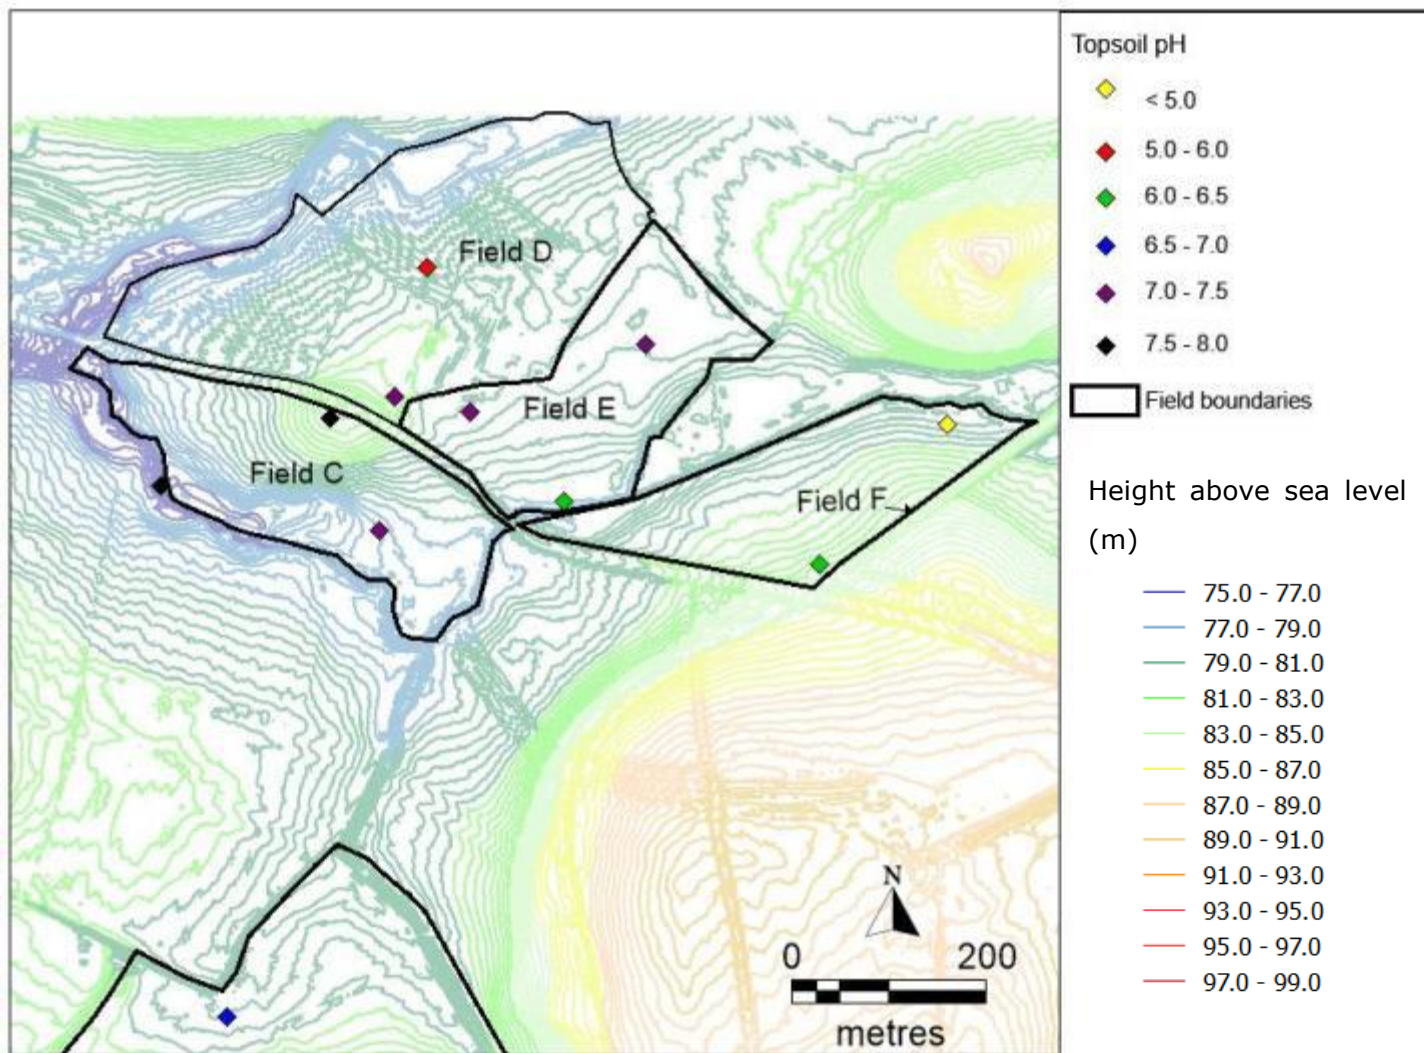 Field D
Field E
Field C
Field F
N
0 200
metres
Topsoil pH
< 5.0
5.0 - 6.0
6.0 - 6.5
6.5 - 7.0
7.0 - 7.5
7.5 - 8.0
Field boundaries
Height above sea level
(m)
75.0 - 77.0
77.0 - 79.0
79.0 - 81.0
81.0 - 83.0
83.0 - 85.0
85.0 - 87.0
87.0 - 89.0
89.0 - 91.0
91.0 - 93.0
93.0 - 95.0
95.0 - 97.0
97.0 - 99.0